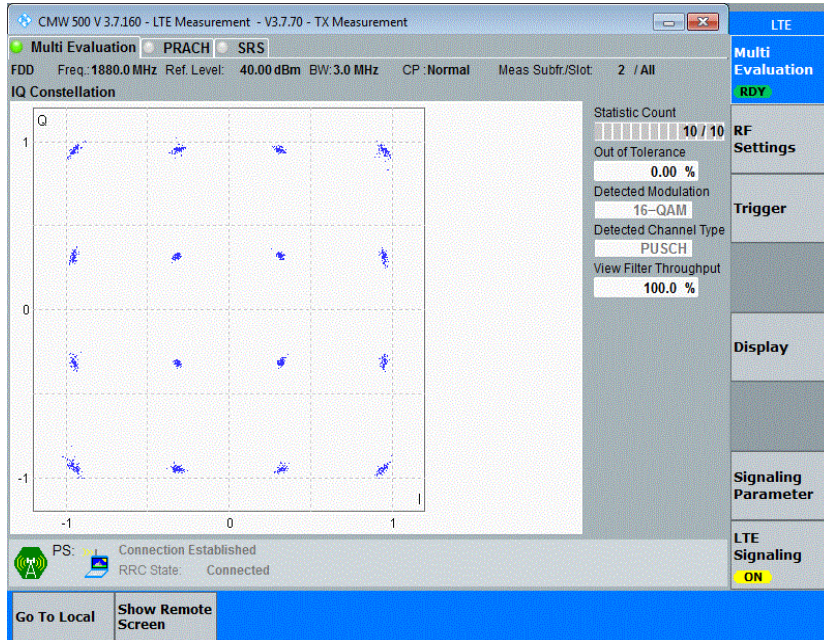 CMW 500 V 3.7.160 - LTE Measurement - V3.7.70 - TX Measurement
LTE
Multi Evaluation PRACH SRS
FDD Freq.: 1880.0 MHz Ref. Level: 40.00 dBm BW: 3.0 MHz CP : Normal Meas Subfr./Slot: 2 / All
IQ Constellation
Q
1
0
-1
I
-1 0 1
Statistic Count
10 / 10
Out of Tolerance
0.00 %
Detected Modulation
16-QAM
Detected Channel Type
PUSCH
View Filter Throughput
100.0 %
Multi
Evaluation
RDY
RF
Settings
Trigger
Display
Signaling
Parameter
LTE
Signaling
ON
PS: Connection Established
RRC State: Connected
Go To Local
Show Remote
Screen